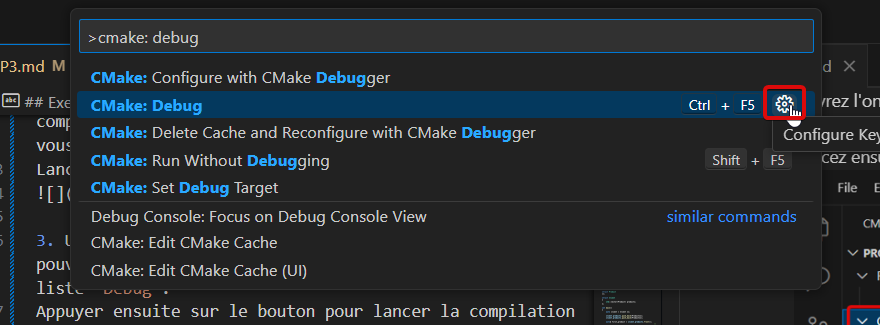 >cmake: debug
CMake: Configure with CMake Debugger
CMake: Debug Ctrl + F5
CMake: Delete Cache and Reconfigure with CMake Debugger
CMake: Run Without Debugging Shift + F5
CMake: Set Debug Target
Debug Console: Focus on Debug Console View similar commands
CMake: Edit CMake Cache
CMake: Edit CMake Cache (UI)
P3.md M
## Exe
comp
vous
Lanc
![](
3. U
pouv
liste "Debug".
Appuyer ensuite sur le bouton pour lancer la compilation
d
vrez l'on
Configure Key
cez ensu
File E
CM
PRO